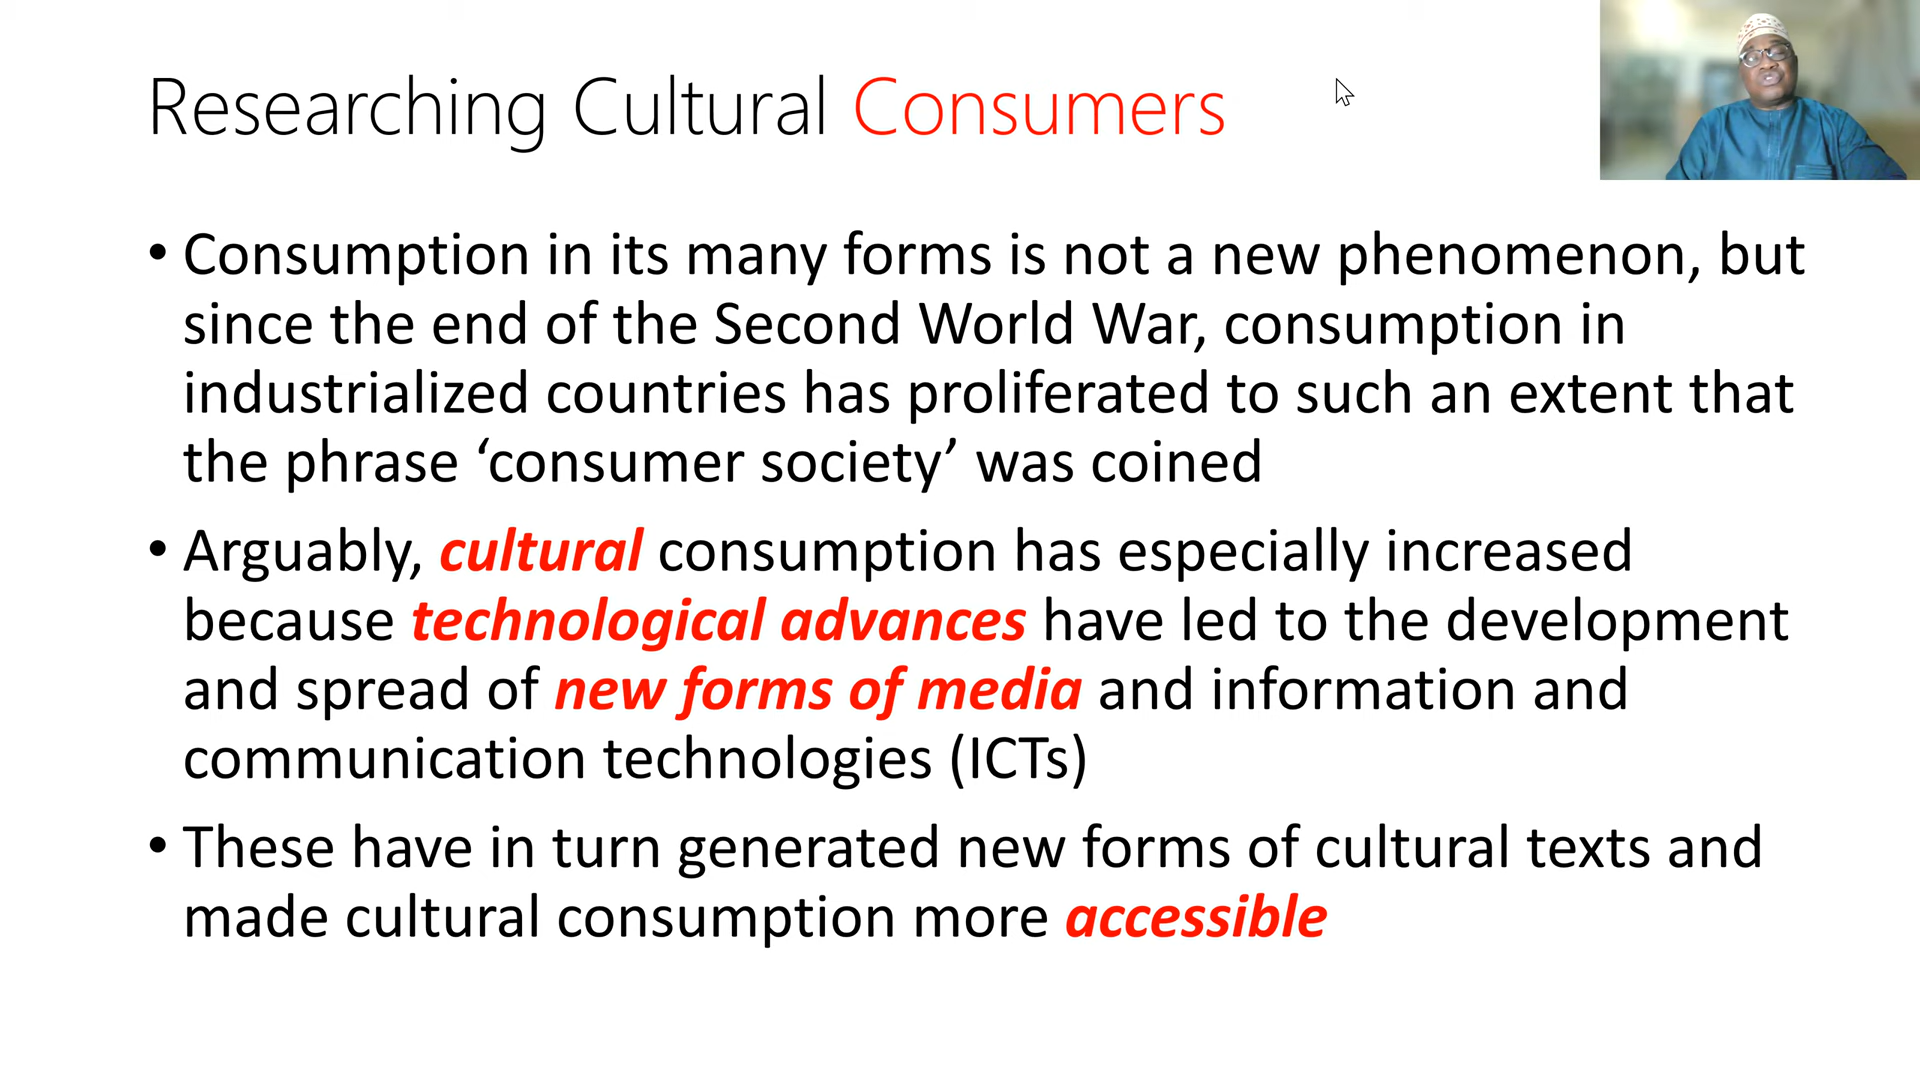 Researching Cultural Consumers
• Consumption in its many forms is not a new phenomenon, but
since the end of the Second World War, consumption in
industrialized countries has proliferated to such an extent that
the phrase ‘consumer society’ was coined
• Arguably, cultural consumption has especially increased
because technological advances have led to the development
and spread of new forms of media and information and
communication technologies (ICTs)
• These have in turn generated new forms of cultural texts and
made cultural consumption more accessible